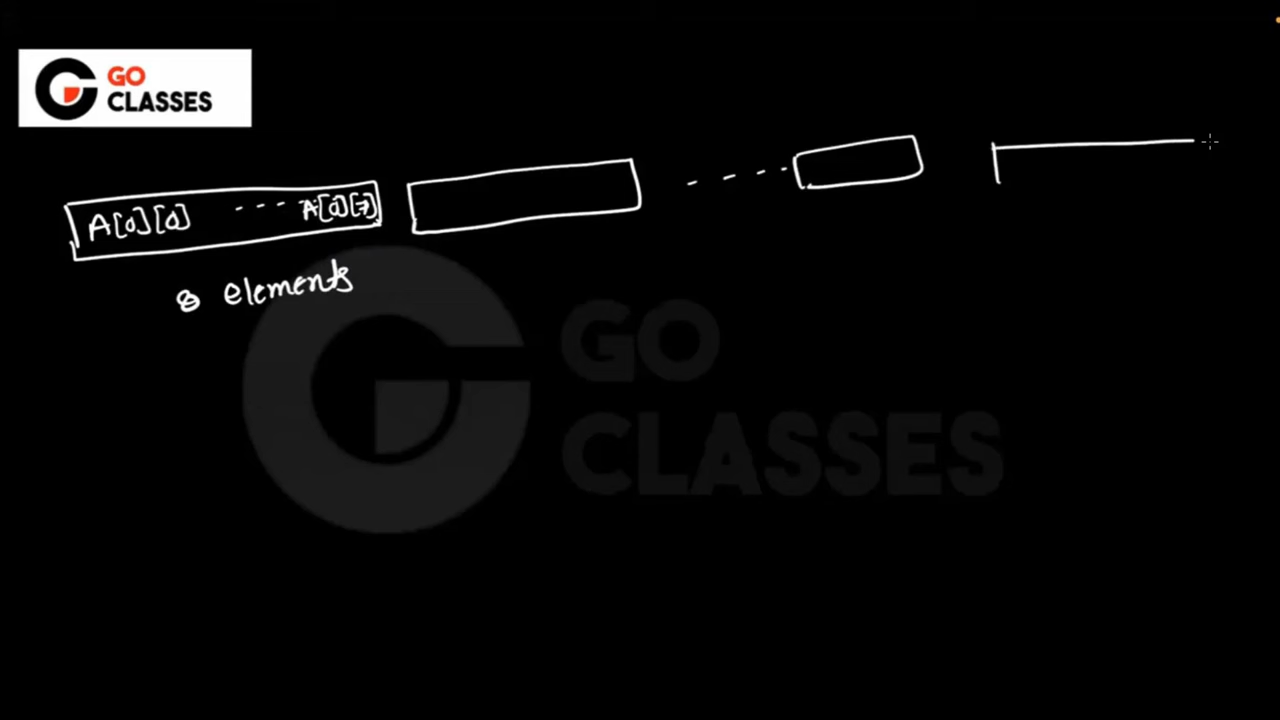 GO
CLASSES
A[0][0] - - - A[0][7]
8 elements
GO
CLASSES